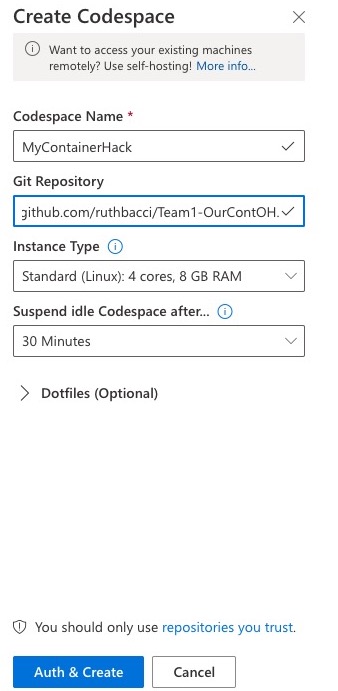 Create Codespace
Want to access your existing machines
remotely? Use self-hosting! More info...
Codespace Name *
MyContainerHack
Git Repository
github.com/ruthbacci/Team1-OurContOH.
Instance Type
Standard (Linux): 4 cores, 8 GB RAM
Suspend idle Codespace after...
30 Minutes
Dotfiles (Optional)
You should only use repositories you trust.
Auth & Create Cancel